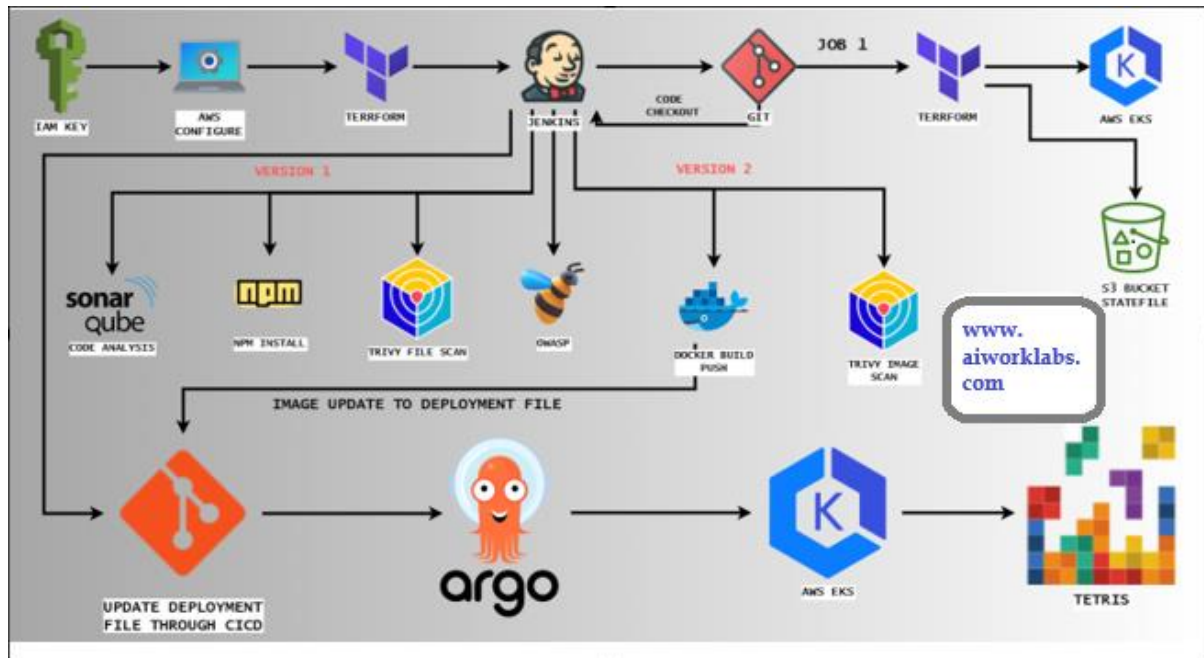 JOB 1
IAM KEY
AWS
CONFIGURE
TERRFORM
JENKINS
CODE
CHECKOUT
GIT
TERRFORM
AWS EKS
VERSION 1
VERSION 2
sonar
qube
CODE ANALYSIS
npm
NPM INSTALL
TRIVY FILE SCAN
OWASP
DOCKER BUILD
PUSH
TRIVY IMAGE
SCAN
S3 BUCKET
STATEFILE
www.
aiworklabs.
com
IMAGE UPDATE TO DEPLOYMENT FILE
K
K
argo
UPDATE DEPLOYMENT
FILE THROUGH CICD
AWS EKS
TETRIS